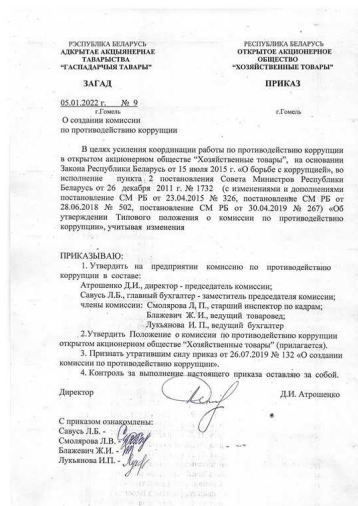 РЭСПУБЛІКА БЕЛАРУСЬ
АДКРЫТАЕ АКЦЫЯНЕРНАЕ
ТАВАРЫСТВА
“ГАСПАДАРЧЫЯ ТАВАРЫ”
ЗАГАД
РЕСПУБЛИКА БЕЛАРУСЬ
ОТКРЫТОЕ АКЦИОНЕРНОЕ
ОБЩЕСТВО
“ХОЗЯЙСТВЕННЫЕ ТОВАРЫ”
ПРИКАЗ
05.01.2022 г. № 9
г.Гомель
г.Гомель
О создании комиссии
по противодействию коррупции
В целях усиления координации работы по противодействию коррупции
в открытом акционерном обществе “Хозяйственные товары”, на основании
Закона Республики Беларусь от 15 июля 2015 г. «О борьбе с коррупцией», во
исполнение пункта 2 постановления Совета Министров Республики
Беларусь от 26 декабря 2011 г. № 1732 (с изменениями и дополнениями
постановление СМ РБ от 23.04.2015 № 326, постановление СМ РБ от
28.06.2018 № 502, постановление СМ РБ от 30.04.2019 № 267) «Об
утверждении Типового положения о комиссии по противодействию
коррупции», учитывая изменения
ПРИКАЗЫВАЮ:
1. Утвердить на предприятии комиссию по противодействию
коррупции в составе:
Атрошенко Д.И., директор - председатель комиссии;
Савусь Л.Б., главный бухгалтер - заместитель председателя комиссии;
члены комиссии: Смолярова Л, П., старший инспектор по кадрам;
Блажевич Ж. И., ведущий товаровед;
Лукьянова И. П., ведущий бухгалтер
2.Утвердить Положение о комиссии по противодействию коррупции
открытом акционерном обществе “Хозяйственные товары” (прилагается).
3. Признать утратившим силу приказ от 26.07.2019 № 132 «О создании
комиссии по противодействию коррупции».
4. Контроль за выполнение настоящего приказа оставляю за собой.
Директор Д.И. Атрошенко
С приказом ознакомлены:
Савусь Л.Б. -
Смолярова Л.В.
Блажевич Ж.И. -
Лукьянова И.П. -